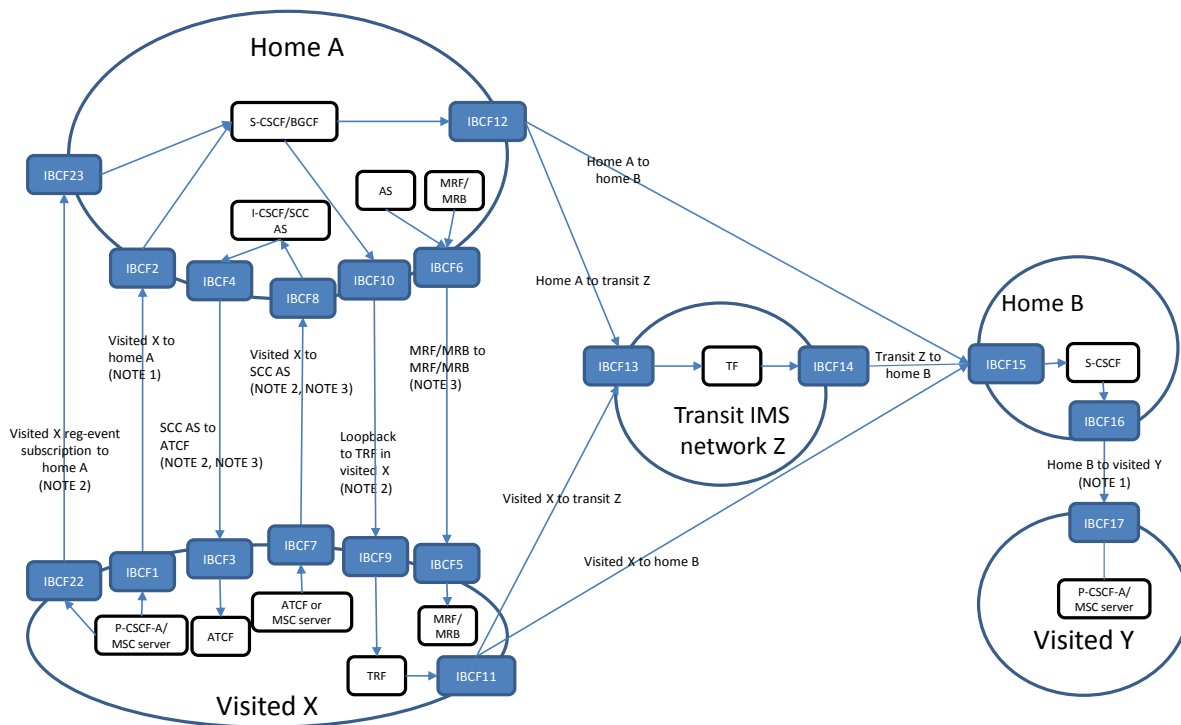 Home A
S-CSCF/BGCF
IBCF12
IBCF23
AS
MRF/
MRB
Home A to
home B
I-CSCF/SCC
AS
IBCF2
IBCF4
IBCF8
IBCF10
IBCF6
Home A to transit Z
Home B
Visited X to
home A
(NOTE 1)
Visited X to
SCC AS
(NOTE 2, NOTE 3)
MRF/MRB to
MRF/MRB
(NOTE 3)
IBCF13
TF
IBCF14
Transit Z to
home B
IBCF15
S-CSCF
IBCF16
Transit IMS
network Z
Visited X reg-event
subscription to
home A
(NOTE 2)
SCC AS to
ATCF
(NOTE 2, NOTE 3)
Loopback
to TRF in
visited X
(NOTE 2)
Home B to visited Y
(NOTE 1)
Visited X to transit Z
IBCF17
Visited X to home B
IBCF22
IBCF1
IBCF3
IBCF7
IBCF9
IBCF5
P-CSCF-A/
MSC server
ATCF
ATCF or
MSC server
MRF/
MRB
P-CSCF-A/
MSC server
TRF
IBCF11
Visited Y
Visited X